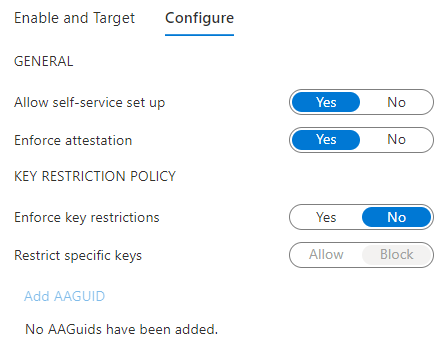 Enable and Target Configure
GENERAL
Allow self-service set up Yes No
Enforce attestation Yes No
KEY RESTRICTION POLICY
Enforce key restrictions Yes No
Restrict specific keys Allow Block
Add AAGUID
No AAGuids have been added.